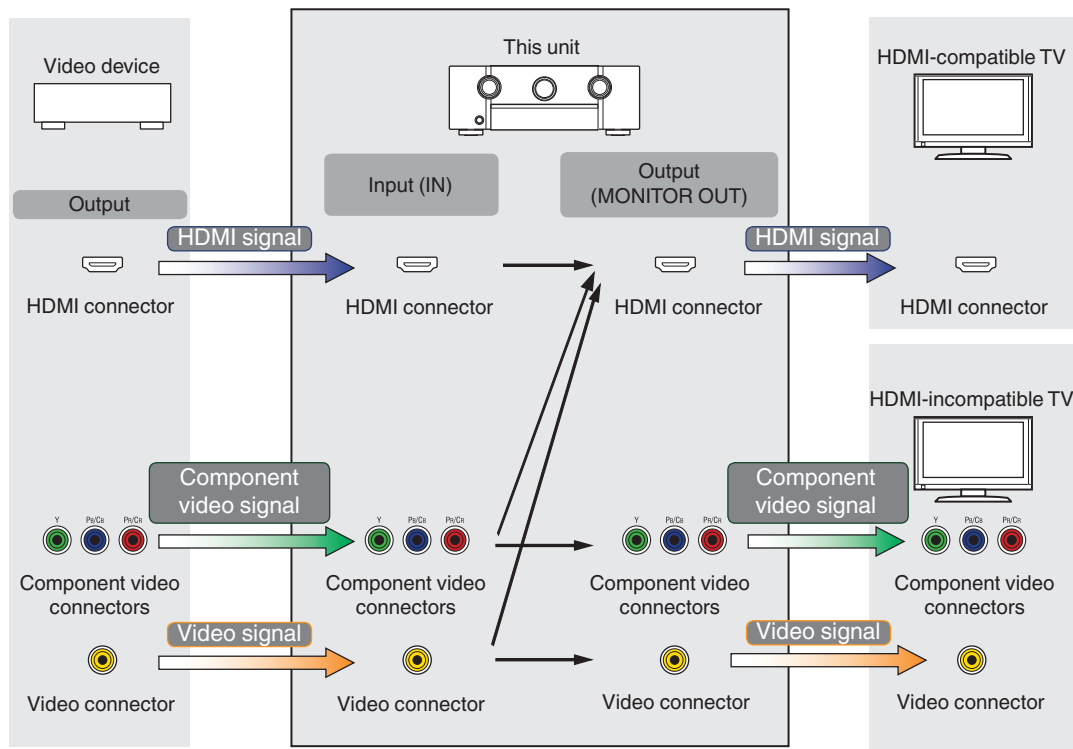 This unit
Video device
HDMI-compatible TV
Input (IN)
Output
(MONITOR OUT)
Output
HDMI signal
HDMI signal
HDMI connector
HDMI connector
HDMI connector
HDMI connector
HDMI-incompatible TV
Component
video signal
Component
video signal
Y PB/CB PR/CR
Y PB/CB PR/CR
Y PB/CB PR/CR
Y PB/CB PR/CR
Component video
connectors
Component video
connectors
Component video
connectors
Component video
connectors
Video signal
Video signal
Video connector
Video connector
Video connector
Video connector